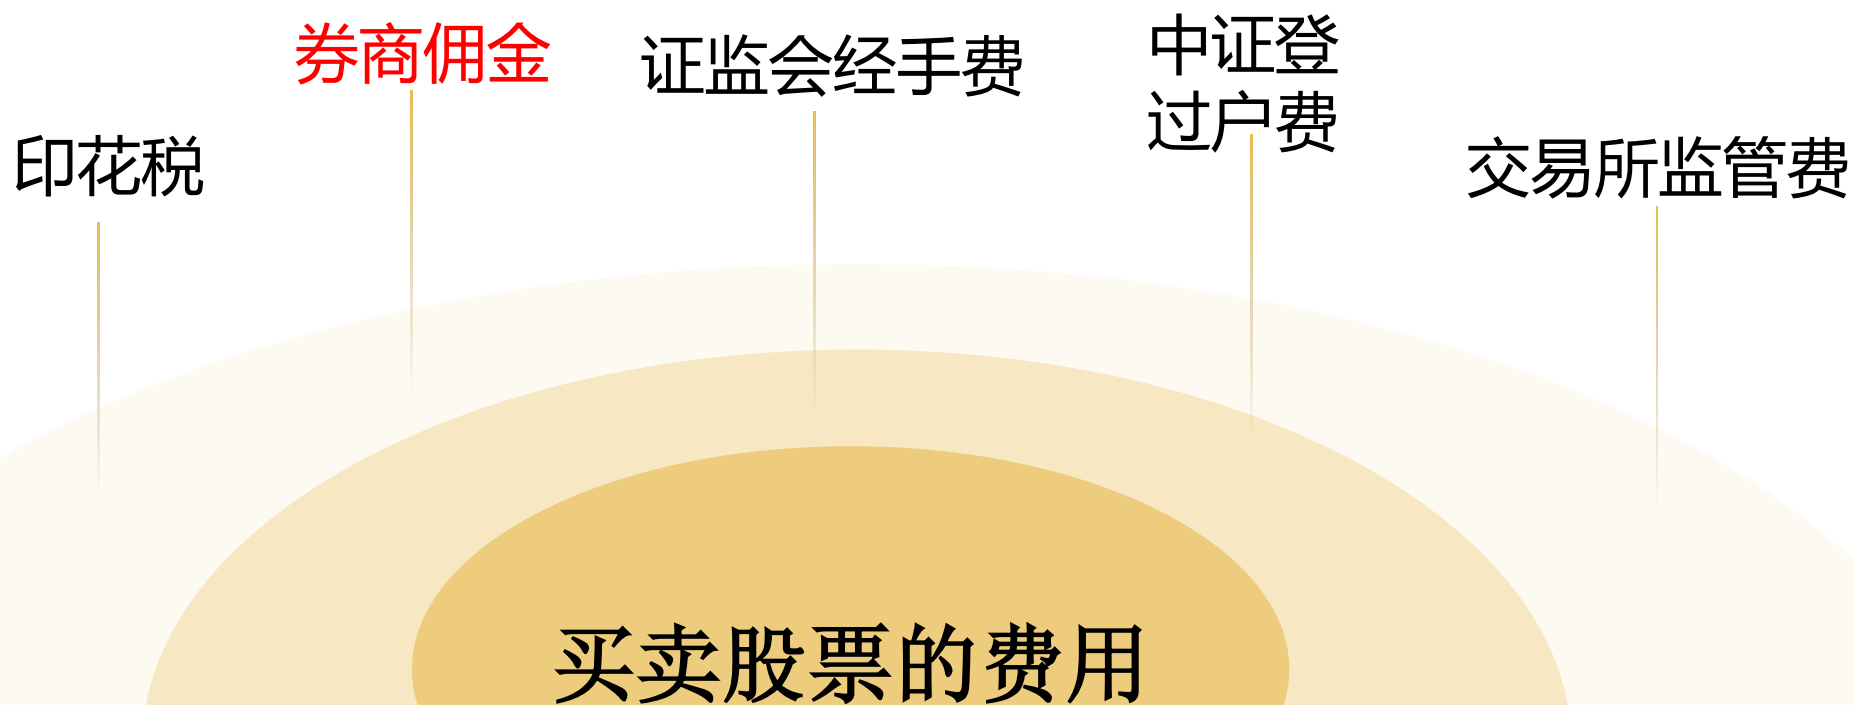 印花税
券商佣金
证监会经手费
中证登
过户费
交易所监管费
买卖股票的费用